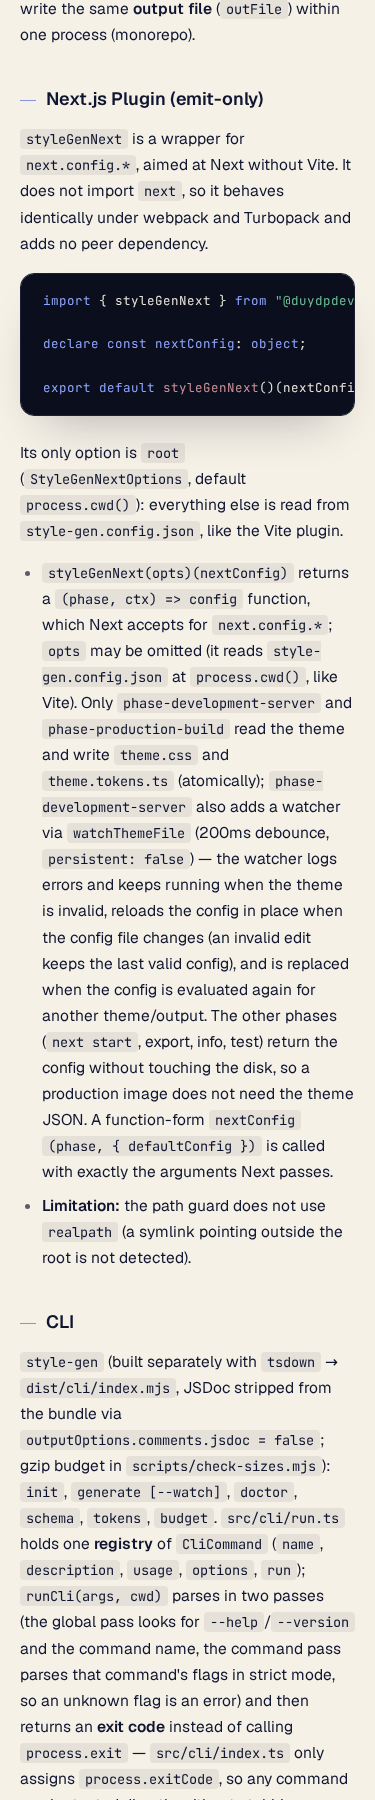 write the same output file ( outFile ) within
one process (monorepo).
— Next.js Plugin (emit-only)
styleGenNext is a wrapper for
next.config.* , aimed at Next without Vite. It
does not import next , so it behaves
identically under webpack and Turbopack and
adds no peer dependency.
import { styleGenNext } from "@duydpdev
declare const nextConfig: object;
export default styleGenNext()(nextConfi
Its only option is root
( StyleGenNextOptions , default
process.cwd() ): everything else is read from
style-gen.config.json , like the Vite plugin.
• styleGenNext(opts)(nextConfig) returns
a (phase, ctx) => config function,
which Next accepts for next.config.* ;
opts may be omitted (it reads style-
gen.config.json at process.cwd() , like
Vite). Only phase-development-server and
phase-production-build read the theme
and write theme.css and
theme.tokens.ts (atomically); phase-
development-server also adds a watcher
via watchThemeFile (200ms debounce,
persistent: false ) — the watcher logs
errors and keeps running when the theme
is invalid, reloads the config in place when
the config file changes (an invalid edit
keeps the last valid config), and is replaced
when the config is evaluated again for
another theme/output. The other phases
( next start , export, info, test) return the
config without touching the disk, so a
production image does not need the theme
JSON. A function-form nextConfig
(phase, { defaultConfig }) is called
with exactly the arguments Next passes.
• Limitation: the path guard does not use
realpath (a symlink pointing outside the
root is not detected).
— CLI
style-gen (built separately with tsdown →
dist/cli/index.mjs , JSDoc stripped from
the bundle via
outputOptions.comments.jsdoc = false ;
gzip budget in scripts/check-sizes.mjs ):
init , generate [--watch] , doctor ,
schema , tokens , budget . src/cli/run.ts
holds one registry of CliCommand ( name ,
description , usage , options , run );
runCli(args, cwd) parses in two passes
(the global pass looks for --help / --version
and the command name, the command pass
parses that command's flags in strict mode,
so an unknown flag is an error) and then
returns an exit code instead of calling
process.exit — src/cli/index.ts only
assigns process.exitCode , so any command